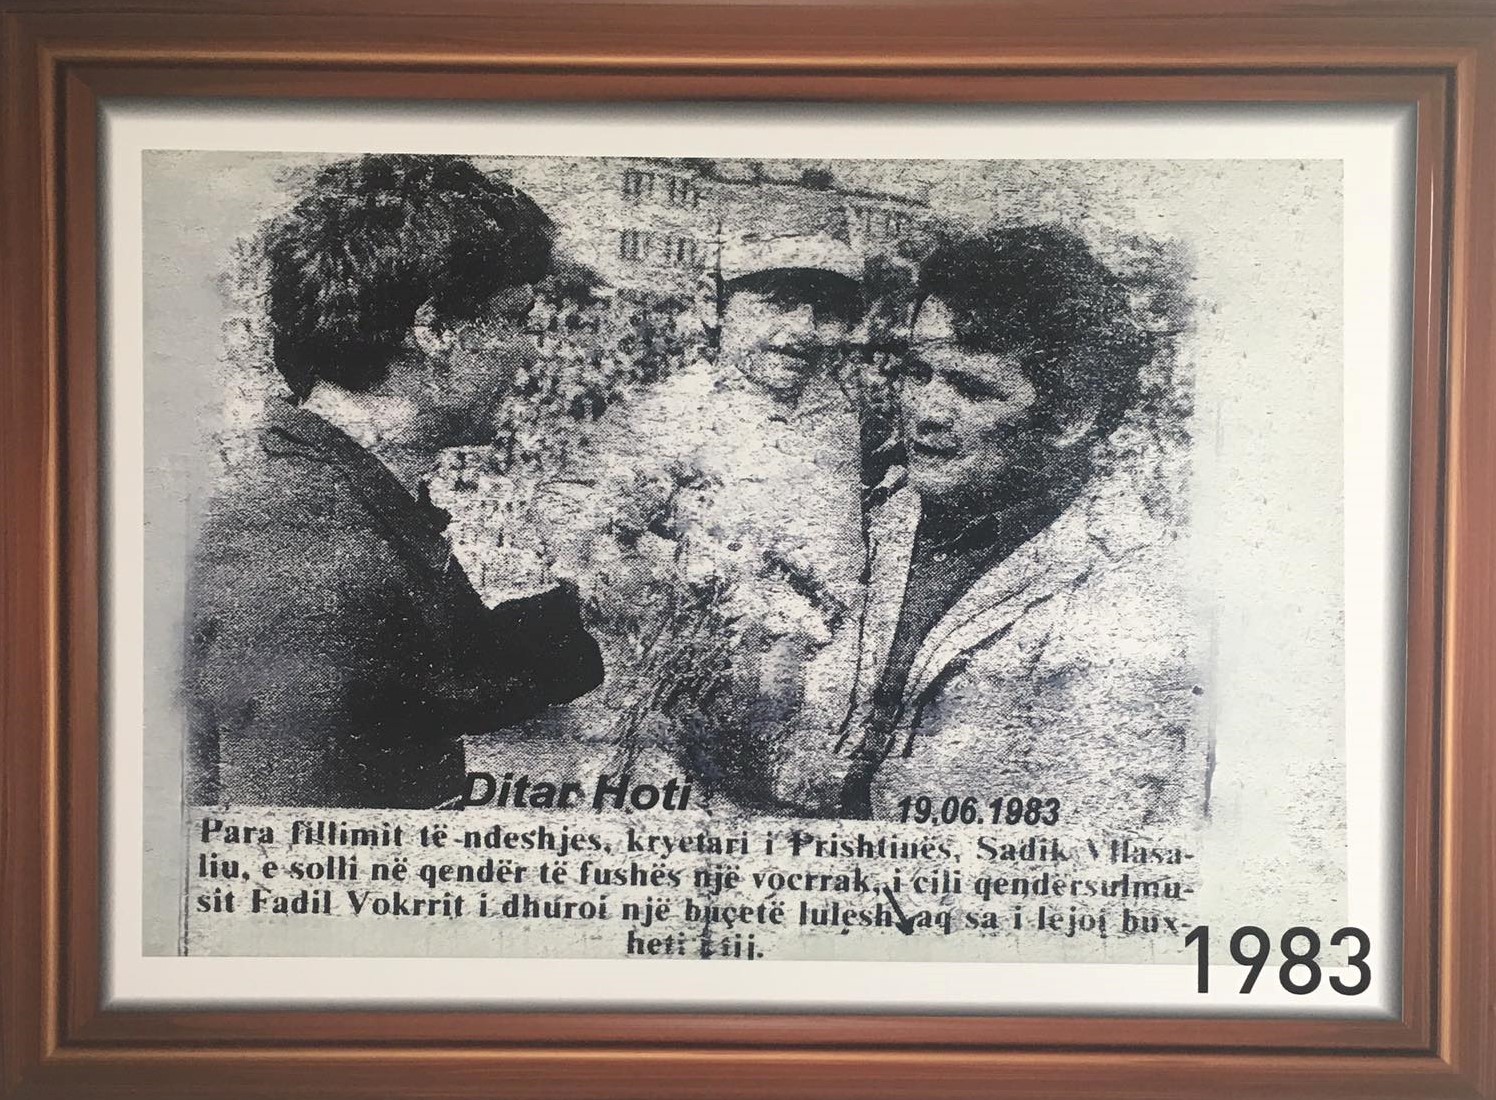 Ditar Hoti
19,06.1983
Para fillimit të ndeshjes, kryetari i Prishtinës, Sadik Vllasa-
liu, e solli në qendër të fushës një vocrrak, i cili qendërsulmu-
sit Fadil Vokrrit i dhuroi një buçetë lulesh aq sa i lejoi bux-
heti i tij.
1983